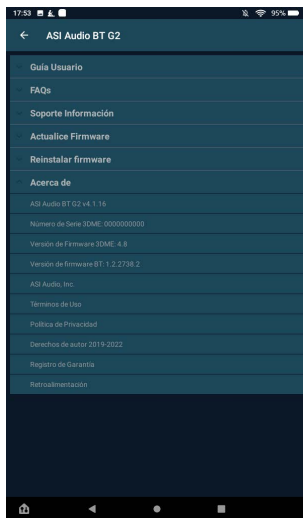 17:53 95%
ASI Audio BT G2
Guía Usuario
FAQs
Soporte Información
Actualice Firmware
Reinstalar firmware
Acerca de
ASI Audio BT G2 v4.1.16
Número de Serie 3DME: 0000000000
Versión de Firmware 3DME: 4.8
Versión de firmware BT: 1.2.2738.2
ASI Audio, Inc.
Términos de Uso
Política de Privacidad
Derechos de autor 2019-2022
Registro de Garantía
Retroalimentación